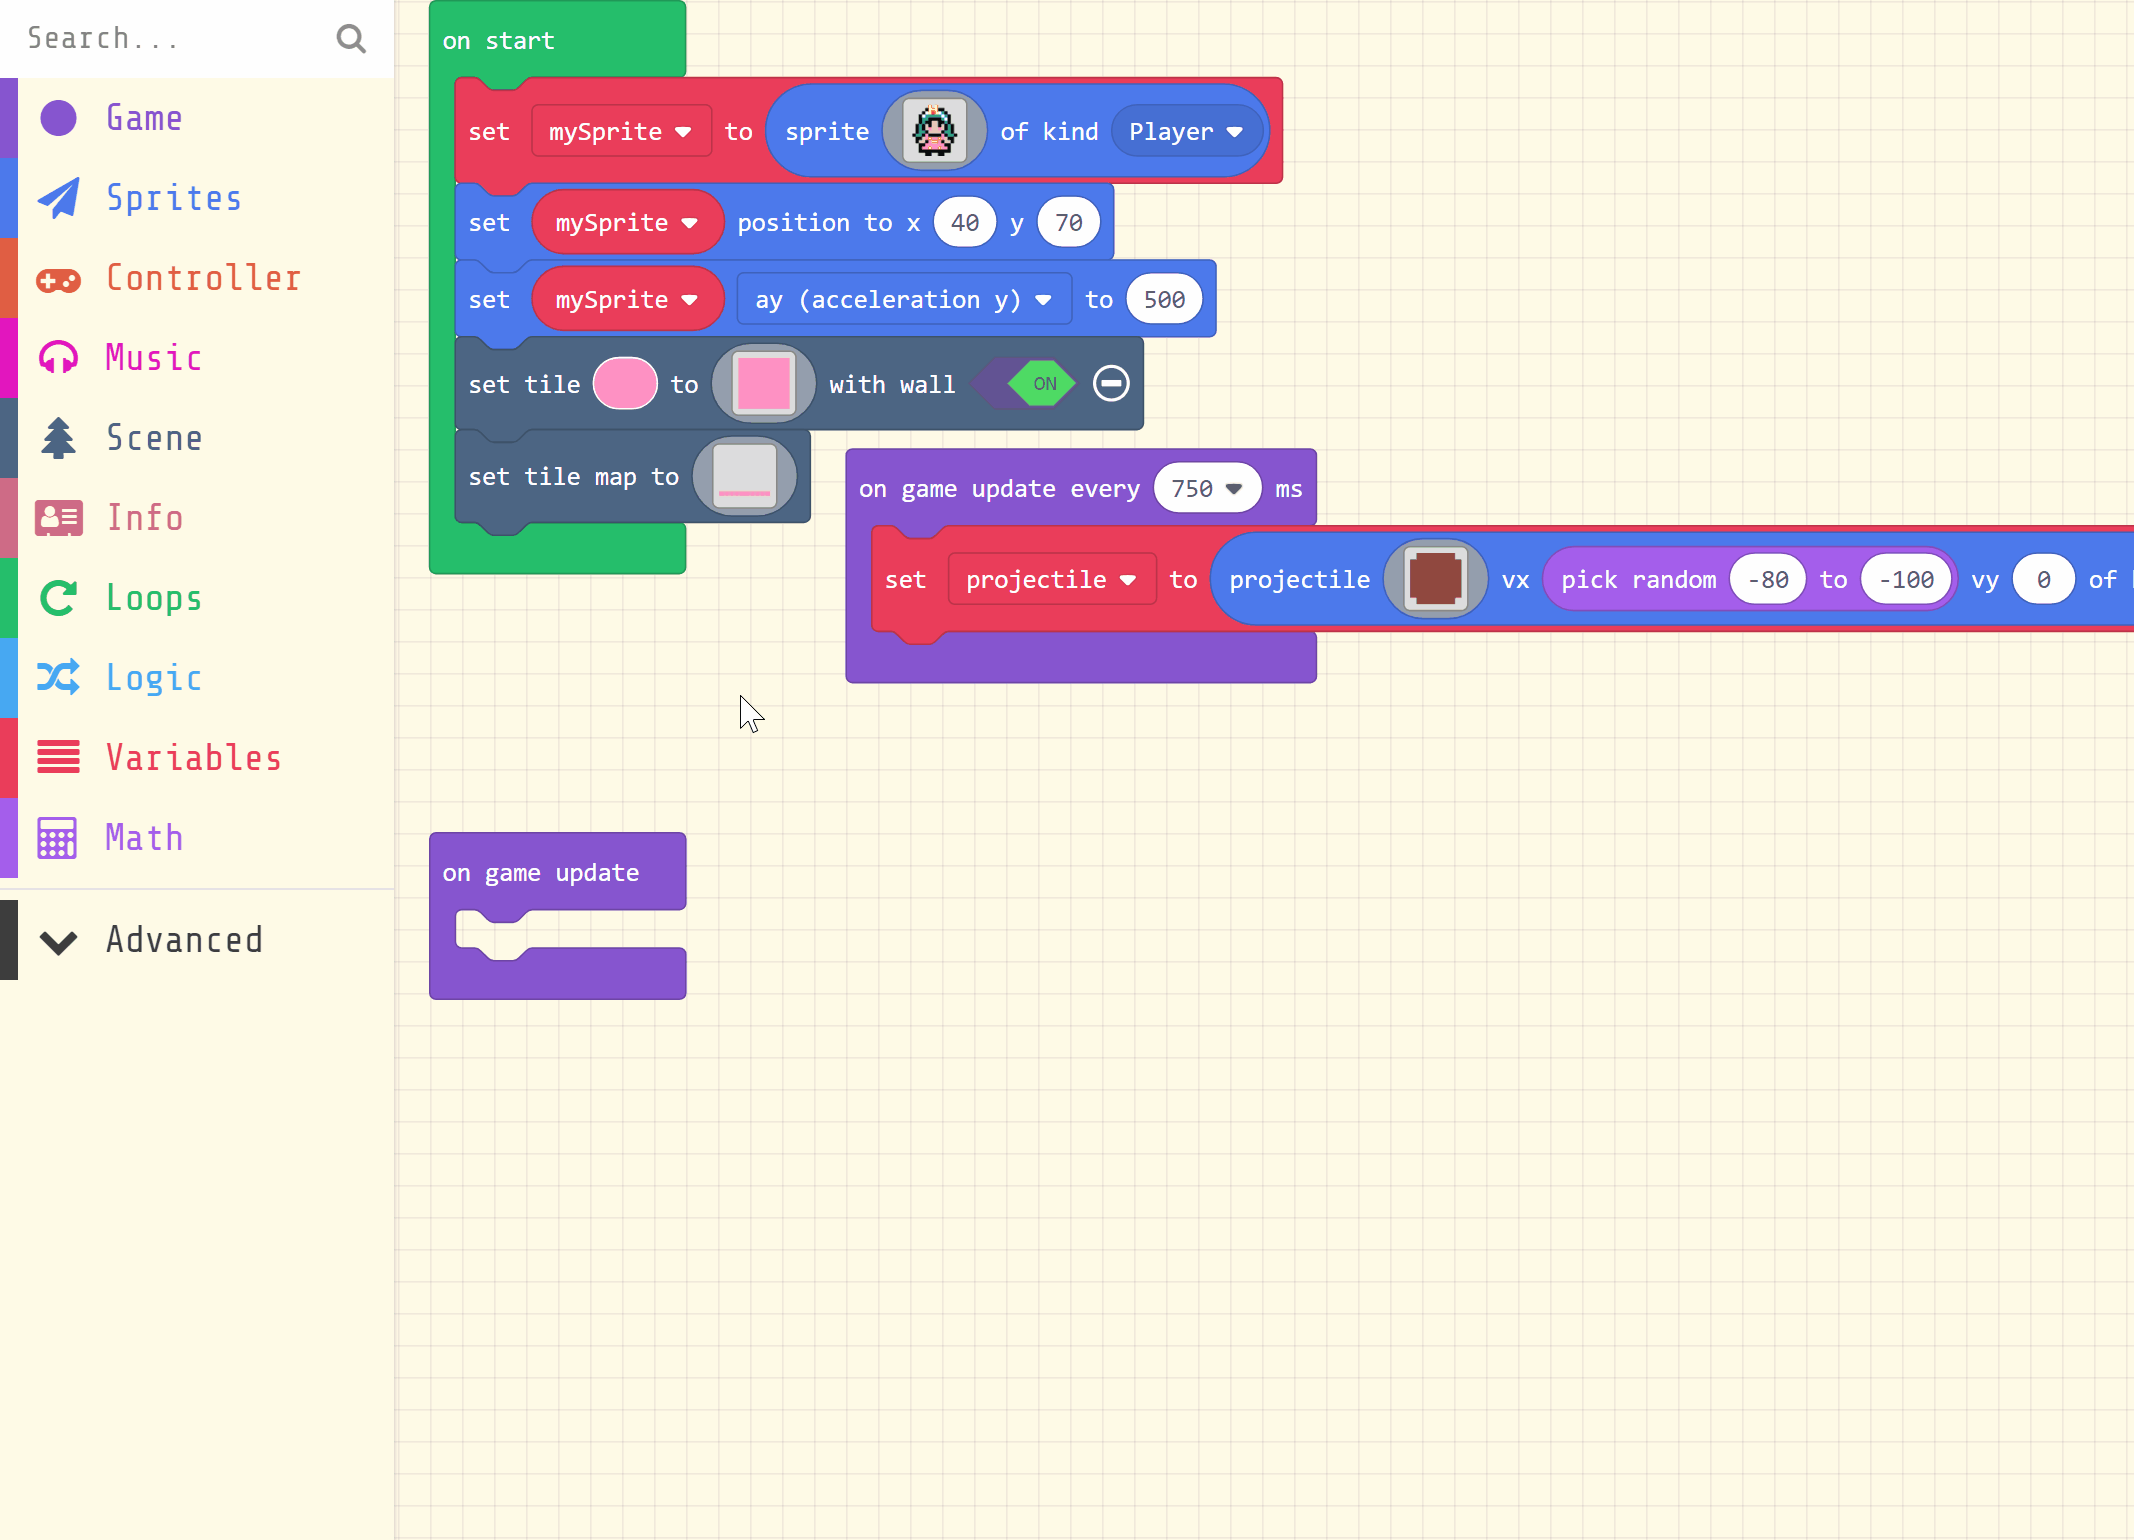 Search...
Game
Sprites
Controller
Music
Scene
Info
Loops
Logic
Variables
Math
Advanced
on start
set mySprite to sprite of kind Player
set mySprite position to x 40 y 70
set mySprite ay (acceleration y) to 500
set tile to with wall ON
set tile map to
on game update every 750 ms
set projectile to projectile vx pick random -80 to -100 vy 0 of
on game update